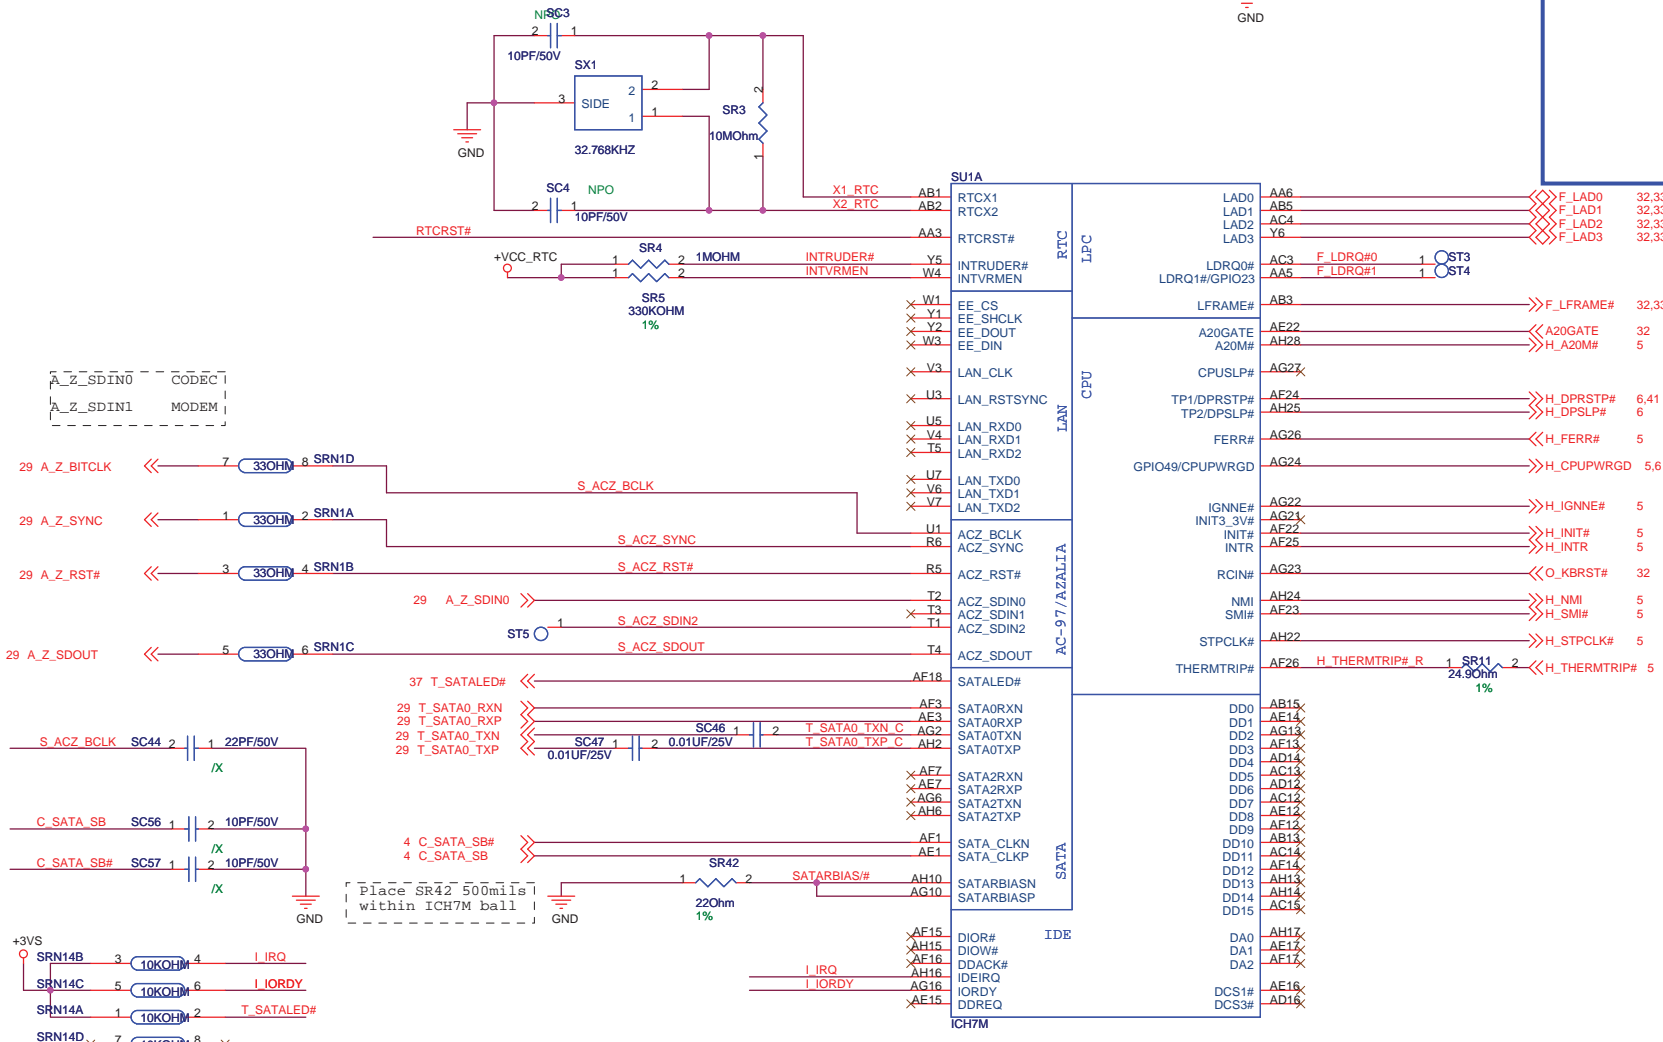 GND
NPO
SC3
2 1
10PF/50V
SX1
3 SIDE 2 2
1 1
32.768KHZ
GND
SR3
2
10MOhm
1
SC4 NPO
2 1
10PF/50V
X1_RTC AB1
X2_RTC AB2
RTCRST# AA3
+VCC_RTC
SR4
1 2 1MOHM INTRUDER# Y5
1 2 INTVRMEN W4
SR5
330KOHM
1%
SU1A
RTCX1
RTCX2
RTCRST#
INTRUDER#
INTVRMEN
RTC
LPC
W1 EE_CS
Y1 EE_SHCLK
Y2 EE_DOUT
W3 EE_DIN
V3 LAN_CLK
U3 LAN_RSTSYNC
U5 LAN_RXD0
V4 LAN_RXD1
T5 LAN_RXD2
U7 LAN_TXD0
V6 LAN_TXD1
V7 LAN_TXD2
LAN
CPU
A_Z_SDIN0 CODEC
A_Z_SDIN1 MODEM
29 A_Z_BITCLK 7 33OHM 8 SRN1D S_ACZ_BCLK U1 ACZ_BCLK
29 A_Z_SYNC 1 33OHM 2 SRN1A S_ACZ_SYNC R6 ACZ_SYNC
29 A_Z_RST# 3 33OHM 4 SRN1B S_ACZ_RST# R5 ACZ_RST#
29 A_Z_SDIN0 T2 ACZ_SDIN0
T3 ACZ_SDIN1
ST5 1 S_ACZ_SDIN2 T1 ACZ_SDIN2
29 A_Z_SDOUT 5 33OHM 6 SRN1C S_ACZ_SDOUT T4 ACZ_SDOUT
AC-97/AZALIA
37 T_SATALED# AF18 SATALED#
29 T_SATA0_RXN AF3 SATA0RXN
29 T_SATA0_RXP AE3 SATA0RXP
29 T_SATA0_TXN SC46 1 2 0.01UF/25V T_SATA0_TXN_C AG2 SATA0TXN
29 T_SATA0_TXP SC47 1 2 0.01UF/25V T_SATA0_TXP_C AH2 SATA0TXP
AF7 SATA2RXN
AE7 SATA2RXP
AG6 SATA2TXN
AH6 SATA2TXP
4 C_SATA_SB# AF1 SATA_CLKN
4 C_SATA_SB AE1 SATA_CLKP
SATA
SR42
1 2 SATARBIAS/# AH10 SATARBIASN
AG10 SATARBIASP
22Ohm
1%
GND
Place SR42 500mils
within ICH7M ball
S_ACZ_BCLK SC44 2 1 22PF/50V
/X
C_SATA_SB SC56 1 2 10PF/50V
/X
C_SATA_SB# SC57 1 2 10PF/50V
/X
GND
+3VS
SRN14B 3 10KOHM 4 I_IRQ
SRN14C 5 10KOHM 6 I_IORDY
SRN14A 1 10KOHM 2 T_SATALED#
SRN14D 7 10KOHM 8
IDE
AF15 DIOR#
AH15 DIOW#
AF16 DDACK#
I_IRQ AH16 IDEIRQ
I_IORDY AG16 IORDY
AE15 DDREQ
ICH7M
LAD0 AA6 F_LAD0 32,33
LAD1 AB5 F_LAD1 32,33
LAD2 AC4 F_LAD2 32,33
LAD3 Y6 F_LAD3 32,33
LDRQ0# AC3 F_LDRQ#0 1 ST3
LDRQ1#/GPIO23 AA5 F_LDRQ#1 1 ST4
LFRAME# AB3 F_LFRAME# 32,33
A20GATE AE22 A20GATE 32
A20M# AH28 H_A20M# 5
CPUSLP# AG27
TP1/DPRSTP# AF24 H_DPRSTP# 6,41
TP2/DPSLP# AH25 H_DPSLP# 6
FERR# AG26 H_FERR# 5
GPIO49/CPUPWRGD AG24 H_CPUPWRGD 5,6
IGNNE# AG22 H_IGNNE# 5
INIT3_3V# AG21
INIT# AF22 H_INIT# 5
INTR AF25 H_INTR 5
RCIN# AG23 O_KBRST# 32
NMI AH24 H_NMI 5
SMI# AF23 H_SMI# 5
STPCLK# AH22 H_STPCLK# 5
THERMTRIP# AF26 H_THERMTRIP#_R 1 SR11 2 H_THERMTRIP# 5
24.9Ohm
1%
DD0 AB15
DD1 AE14
DD2 AG13
DD3 AF13
DD4 AD14
DD5 AC13
DD6 AD12
DD7 AC12
DD8 AE12
DD9 AF12
DD10 AB13
DD11 AC14
DD12 AF14
DD13 AH13
DD14 AH14
DD15 AC15
DA0 AH17
DA1 AE17
DA2 AF17
DCS1# AE16
DCS3# AD16